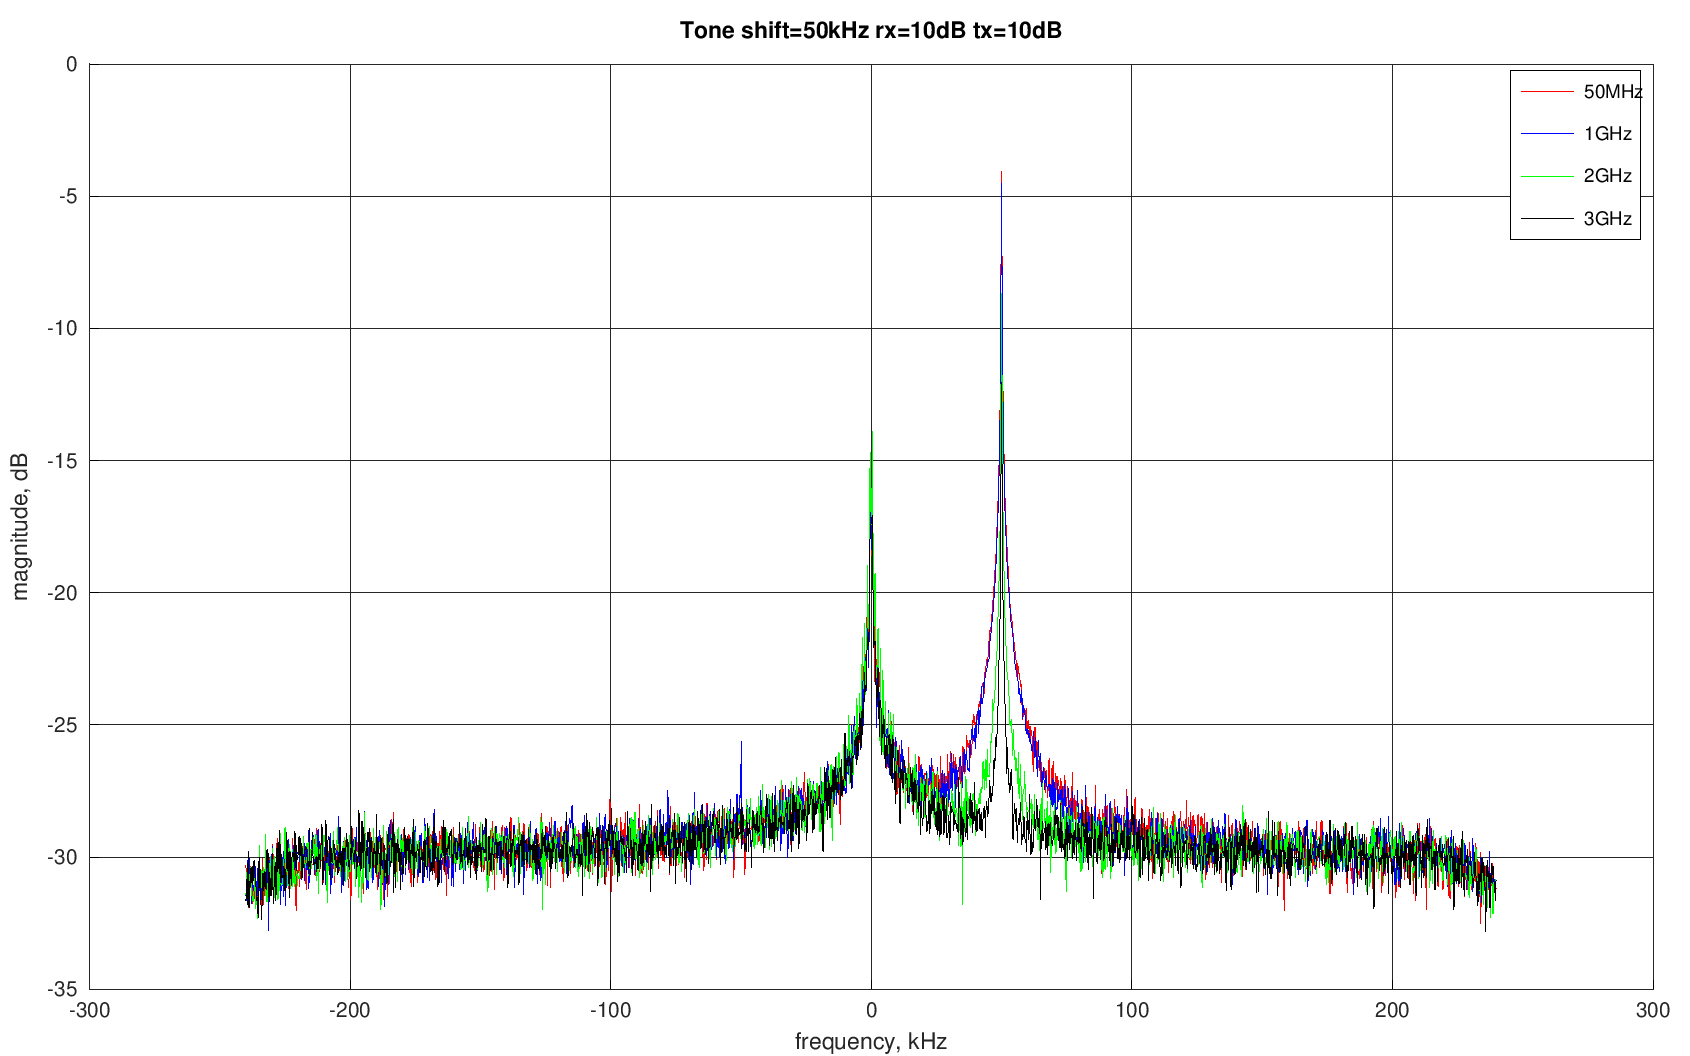 Tone shift=50kHz rx=10dB tx=10dB
0
-5
-10
-15
-20
-25
-30
-35
magnitude, dB
50MHz
1GHz
2GHz
3GHz
-300
-200
-100
0
100
200
300
frequency, kHz